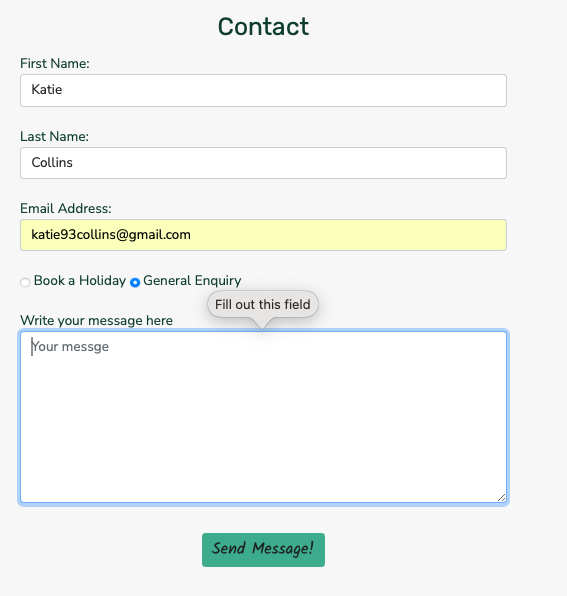 Contact
First Name:
Katie
Last Name:
Collins
Email Address:
katie93collins@gmail.com
Book a Holiday General Enquiry
Fill out this field
Write your message here
Your messge
Send Message!